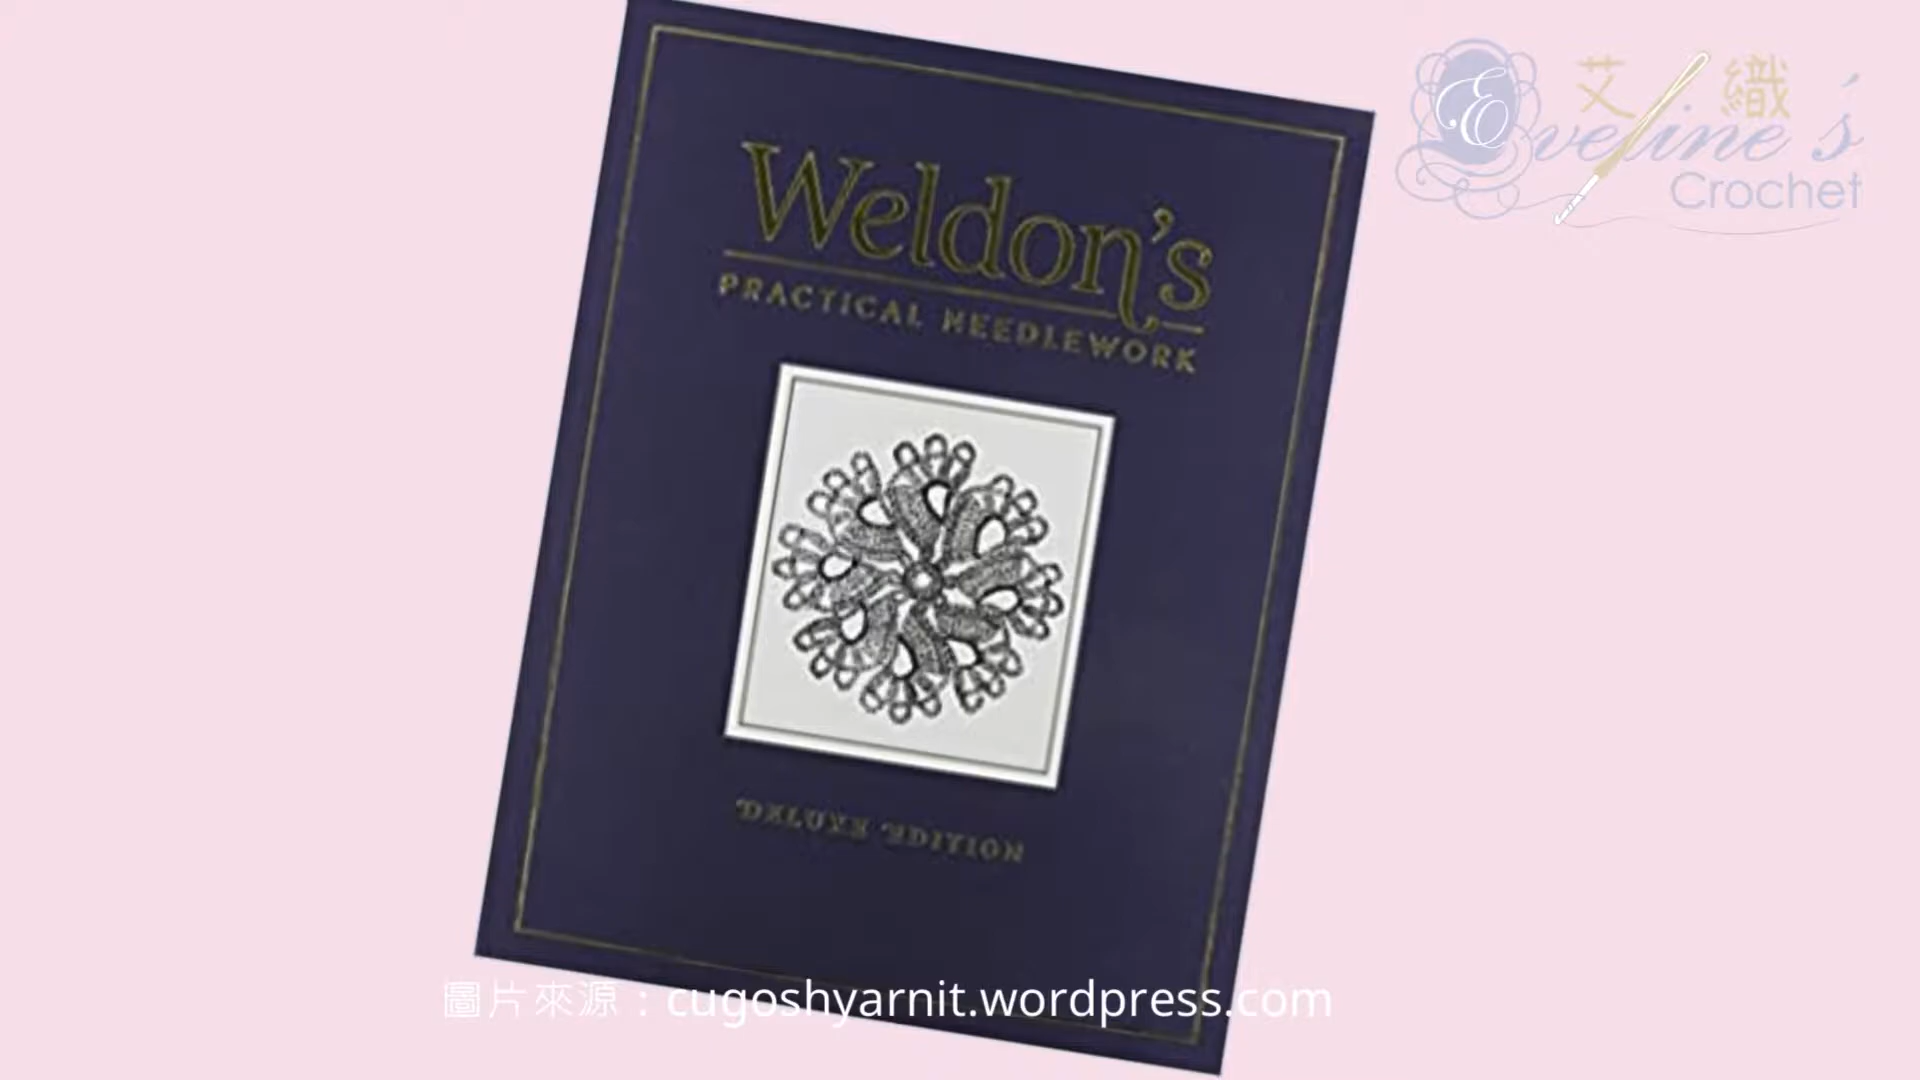 Weldon's
PRACTICAL NEEDLEWORK
DELUXE EDITION
艾織
Eveline's
Crochet
圖片來源：cugoshyarnit.wordpress.com